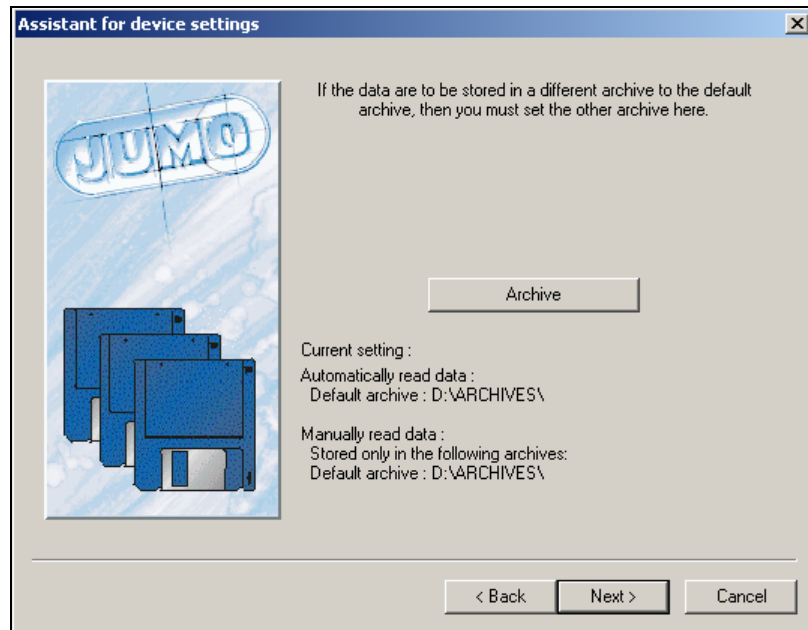 Assistant for device settings
JUMO
If the data are to be stored in a different archive to the default
archive, then you must set the other archive here.
Archive
Current setting :
Automatically read data :
Default archive : D:\ARCHIVES\
Manually read data :
Stored only in the following archives:
Default archive : D:\ARCHIVES\
< Back
Next >
Cancel